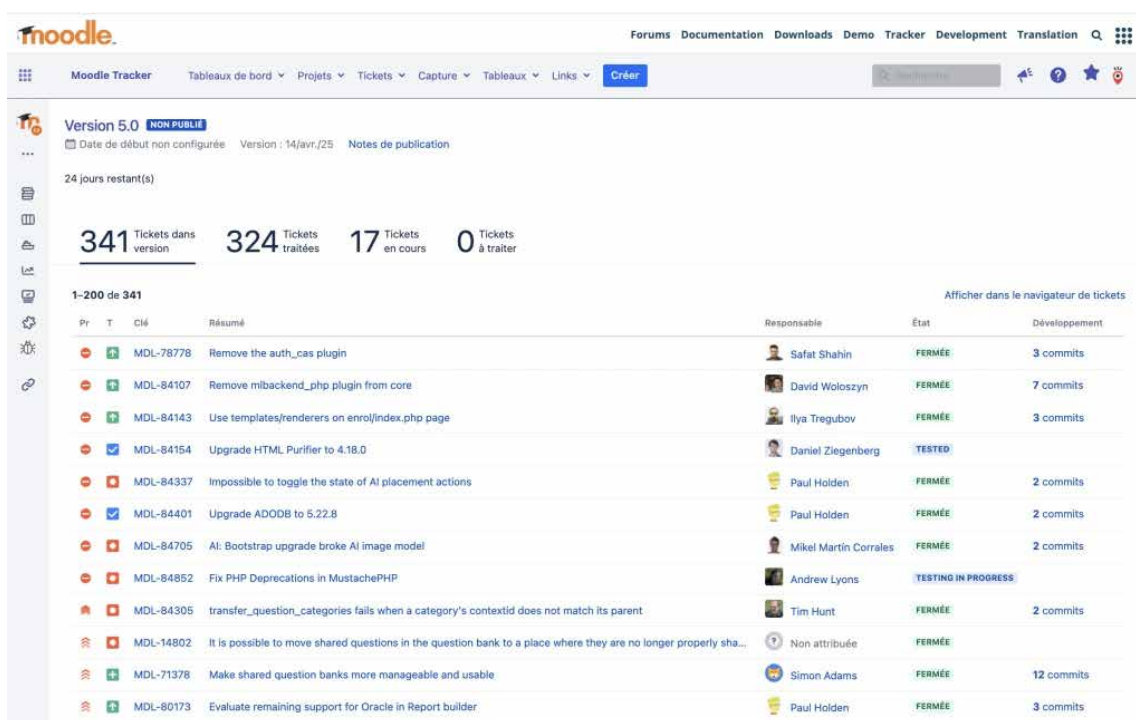 moodle
Forums Documentation Downloads Demo Tracker Development Translation
Moodle Tracker Tableaux de bord Projets Tickets Capture Tableaux Links Créer
Version 5.0 NON PUBLIÉ
Date de début non configurée Version : 14/avr./25 Notes de publication
24 jours restant(s)
341 Tickets dans version 324 Tickets traitées 17 Tickets en cours 0 Tickets à traiter
1–200 de 341 Afficher dans le navigateur de tickets
Pr T Clé Résumé Responsable État Développement
MDL-78778 Remove the auth_cas plugin Safat Shahin FERMÉE 3 commits
MDL-84107 Remove mlbackend_php plugin from core David Woloszyn FERMÉE 7 commits
MDL-84143 Use templates/renderers on enrol/index.php page Ilya Tregubov FERMÉE 3 commits
MDL-84154 Upgrade HTML Purifier to 4.18.0 Daniel Ziegenberg TESTED
MDL-84337 Impossible to toggle the state of AI placement actions Paul Holden FERMÉE 2 commits
MDL-84401 Upgrade ADODB to 5.22.8 Paul Holden FERMÉE 2 commits
MDL-84705 AI: Bootstrap upgrade broke AI image model Mikel Martín Corrales FERMÉE 2 commits
MDL-84852 Fix PHP Deprecations in MustachePHP Andrew Lyons TESTING IN PROGRESS
MDL-84305 transfer_question_categories fails when a category's contextid does not match its parent Tim Hunt FERMÉE 2 commits
MDL-14802 It is possible to move shared questions in the question bank to a place where they are no longer properly sha... Non attribuée FERMÉE
MDL-71378 Make shared question banks more manageable and usable Simon Adams FERMÉE 12 commits
MDL-80173 Evaluate remaining support for Oracle in Report builder Paul Holden FERMÉE 3 commits